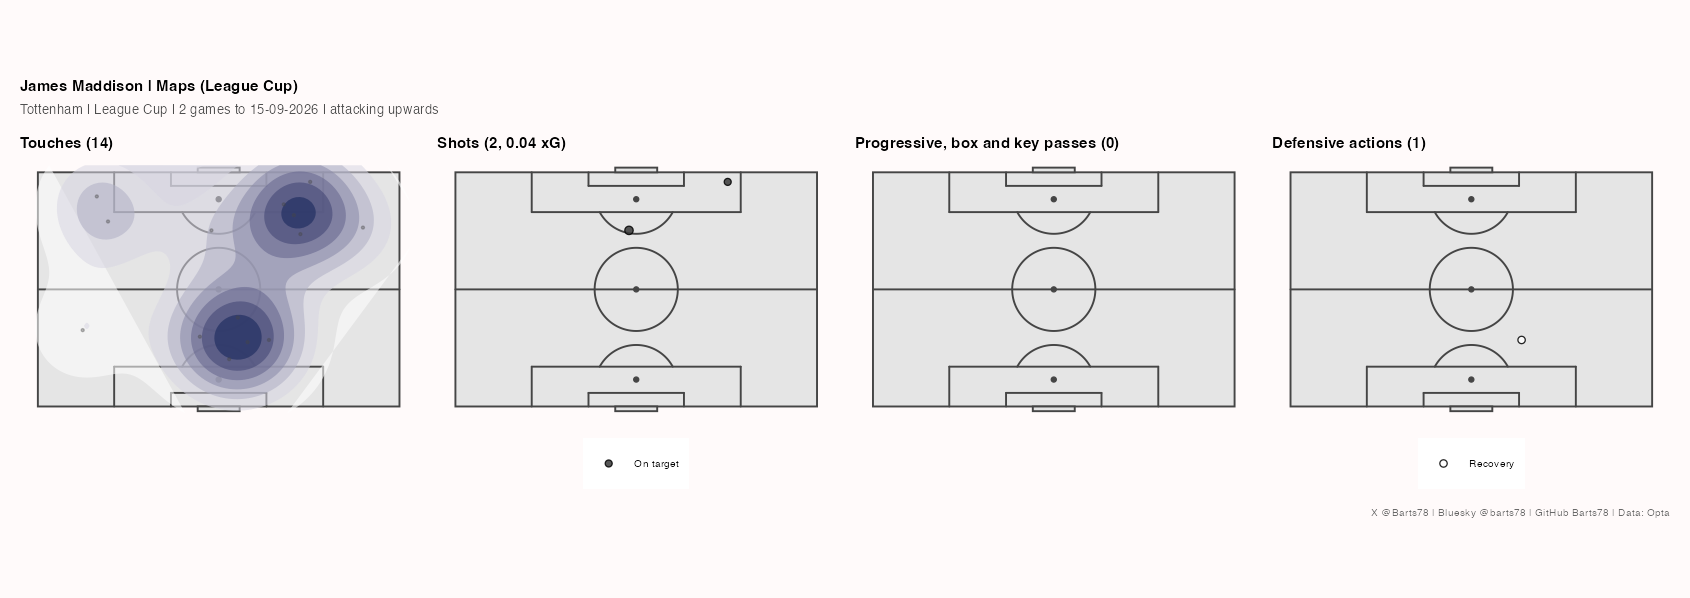 James Maddison | Maps (League Cup)
Tottenham | League Cup | 2 games to 15-09-2026 | attacking upwards
Touches (14)
Shots (2, 0.04 xG)
Progressive, box and key passes (0)
Defensive actions (1)
On target
Recovery
X @Barts78 | Bluesky @barts78 | GitHub Barts78 | Data: Opta